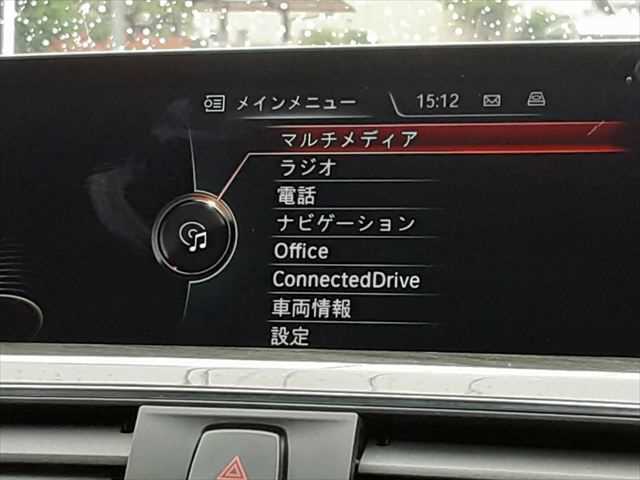 メインメニュー 15:12
マルチメディア
ラジオ
電話
ナビゲーション
Office
ConnectedDrive
車両情報
設定